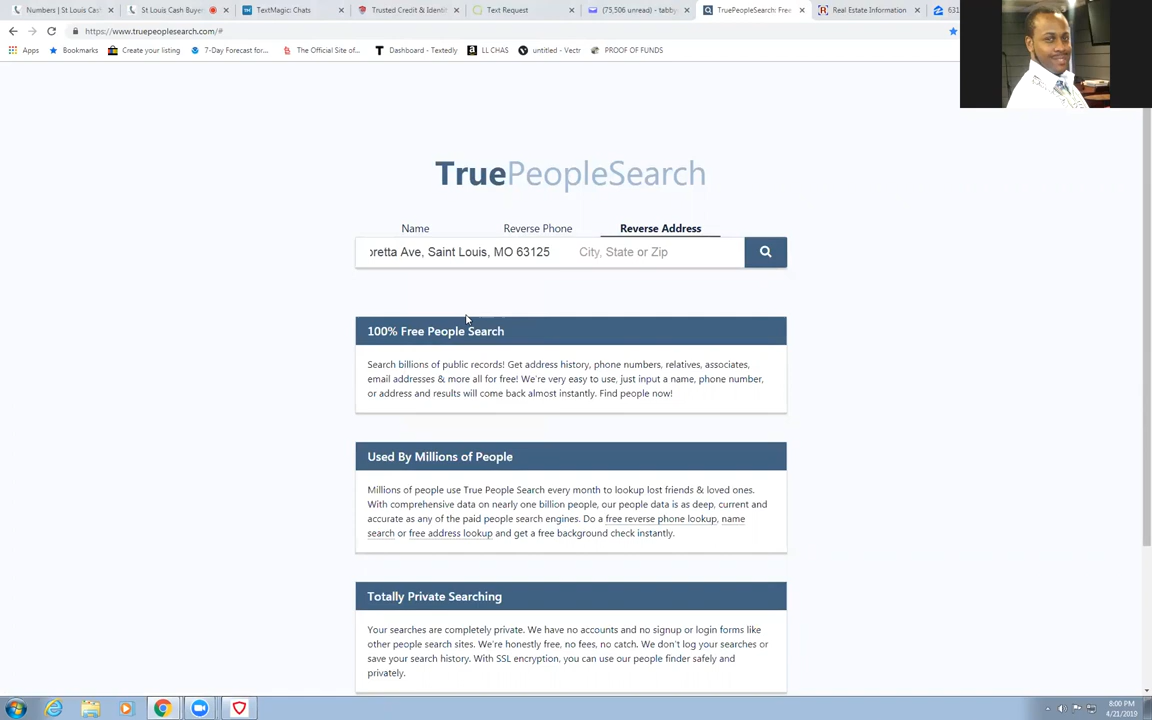 Numbers | St Louis Cas
St Louis Cash Buye
TextMagic: Chats
Trusted Credit & Identi
Text Request
(75,506 unread) - tabby
TruePeopleSearch: Free
Real Estate Information
631
https://www.truepeoplesearch.com/#
Apps
Bookmarks
Create your listing
7-Day Forecast for...
The Official Site of...
Dashboard - Textedly
LL CHAS
untitled - Vectr
PROOF OF FUNDS
TruePeopleSearch
Name
Reverse Phone
Reverse Address
oretta Ave, Saint Louis, MO 63125
City, State or Zip
100% Free People Search
Search billions of public records! Get address history, phone numbers, relatives, associates,
email addresses & more all for free! We're very easy to use, just input a name, phone number,
or address and results will come back almost instantly. Find people now!
Used By Millions of People
Millions of people use True People Search every month to lookup lost friends & loved ones.
With comprehensive data on nearly one billion people, our people data is as deep, current and
accurate as any of the paid people search engines. Do a free reverse phone lookup, name
search or free address lookup and get a free background check instantly.
Totally Private Searching
Your searches are completely private. We have no accounts and no signup or login forms like
other people search sites. We're honestly free, no fees, no catch. We don't log your searches or
save your search history. With SSL encryption, you can use our people finder safely and
privately.
8:00 PM
4/21/2019